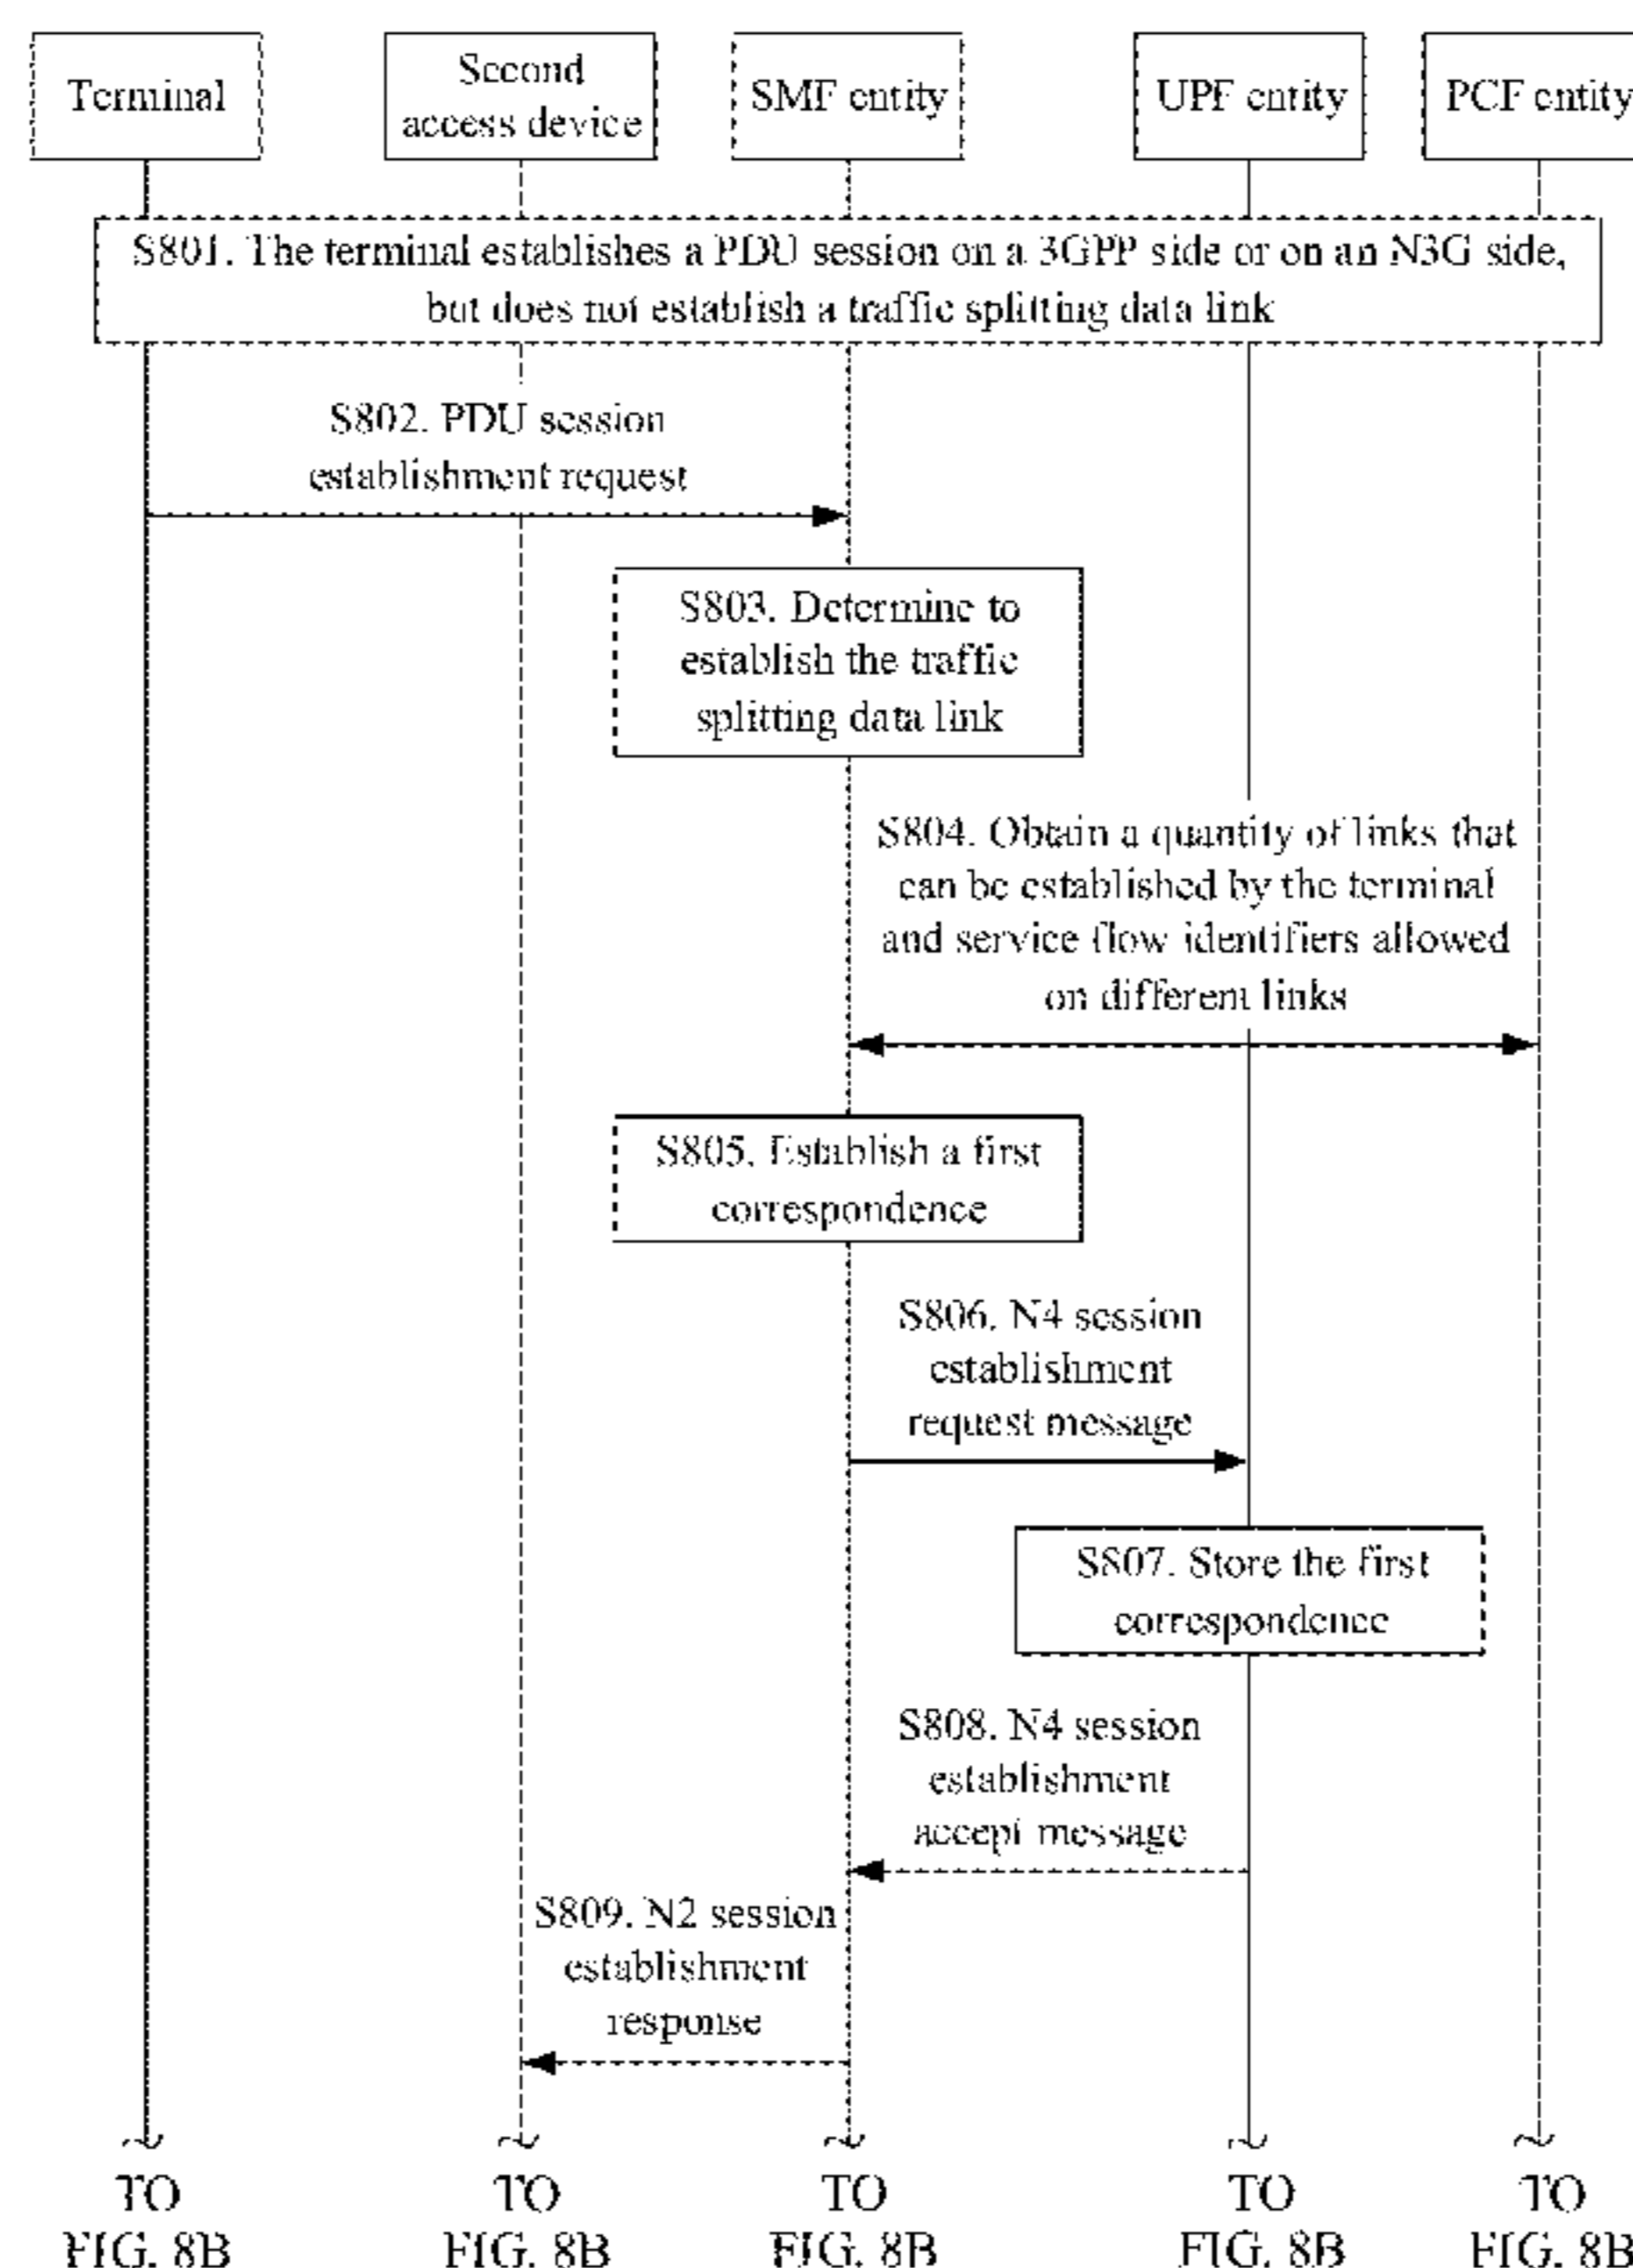 Terminal
Second
access device
SMF entity
UPF entity
PCF entity
S801. The terminal establishes a PDU session on a 3GPP side or on an N3G side,
but does not establish a traffic splitting data link
S802. PDU session
establishment request
S803. Determine to
establish the traffic
splitting data link
S804. Obtain a quantity of links that
can be established by the terminal
and service flow identifiers allowed
on different links
S805. Establish a first
correspondence
S806. N4 session
establishment
request message
S807. Store the first
correspondence
S808. N4 session
establishment
accept message
S809. N2 session
establishment
response
TO
FIG. 8B
TO
FIG. 8B
TO
FIG. 8B
TO
FIG. 8B
TO
FIG. 8B